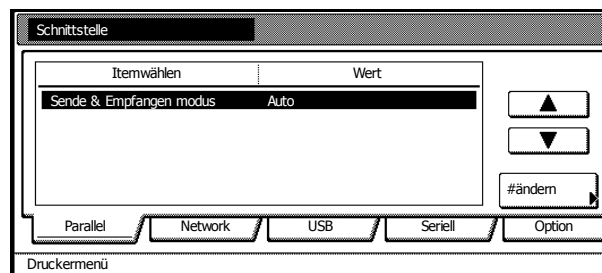 Schnittstelle
Itemwählen Wert
Sende & Empfangen modus Auto
#ändern
Parallel Network USB Seriell Option
Druckermenü